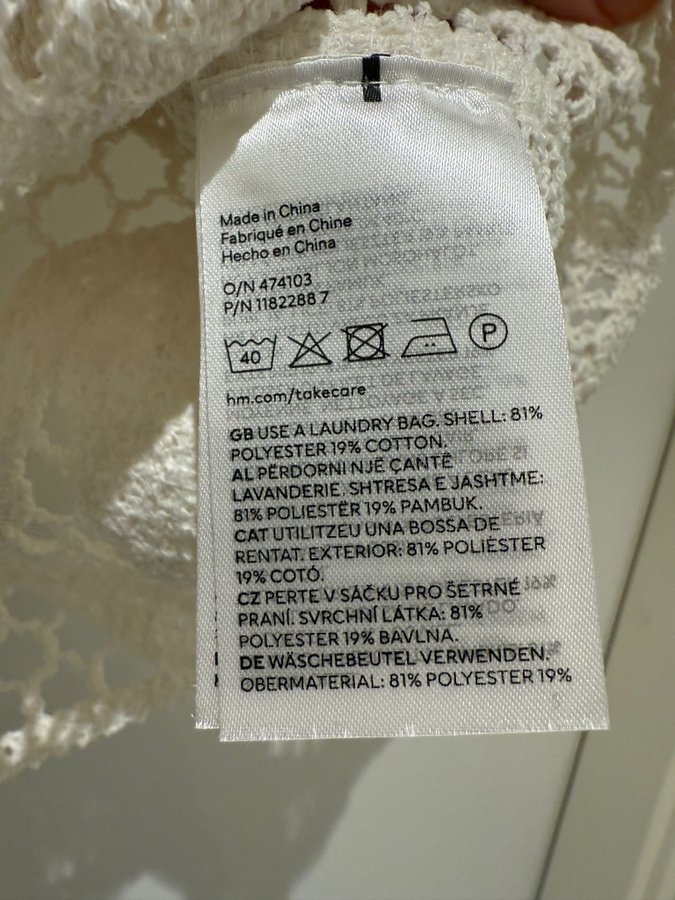 Made in China
Fabriqué en Chine
Hecho en China
O/N 474103
P/N 1182288 7
40
P
hm.com/takecare
GB USE A LAUNDRY BAG. SHELL: 81%
POLYESTER 19% COTTON.
AL PËRDORNI NJË ÇANTË
LAVANDERIE. SHTRESA E JASHTME:
81% POLIESTËR 19% PAMBUK.
CAT UTILITZEU UNA BOSSA DE
RENTAT. EXTERIOR: 81% POLIÈSTER
19% COTÓ.
CZ PERTE V SÁČKU PRO ŠETRNÉ
PRANÍ. SVRCHNÍ LÁTKA: 81%
POLYESTER 19% BAVLNA.
DE WÄSCHEBEUTEL VERWENDEN.
OBERMATERIAL: 81% POLYESTER 19%